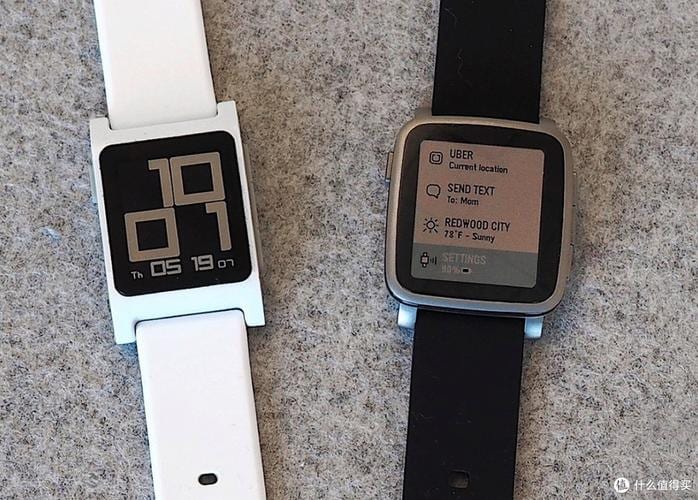 10
01
Th 05 19 07
UBER
Current location
SEND TEXT
To: Mom
REDWOOD CITY
78°F - Sunny
SETTINGS
90%
值 什么值得买